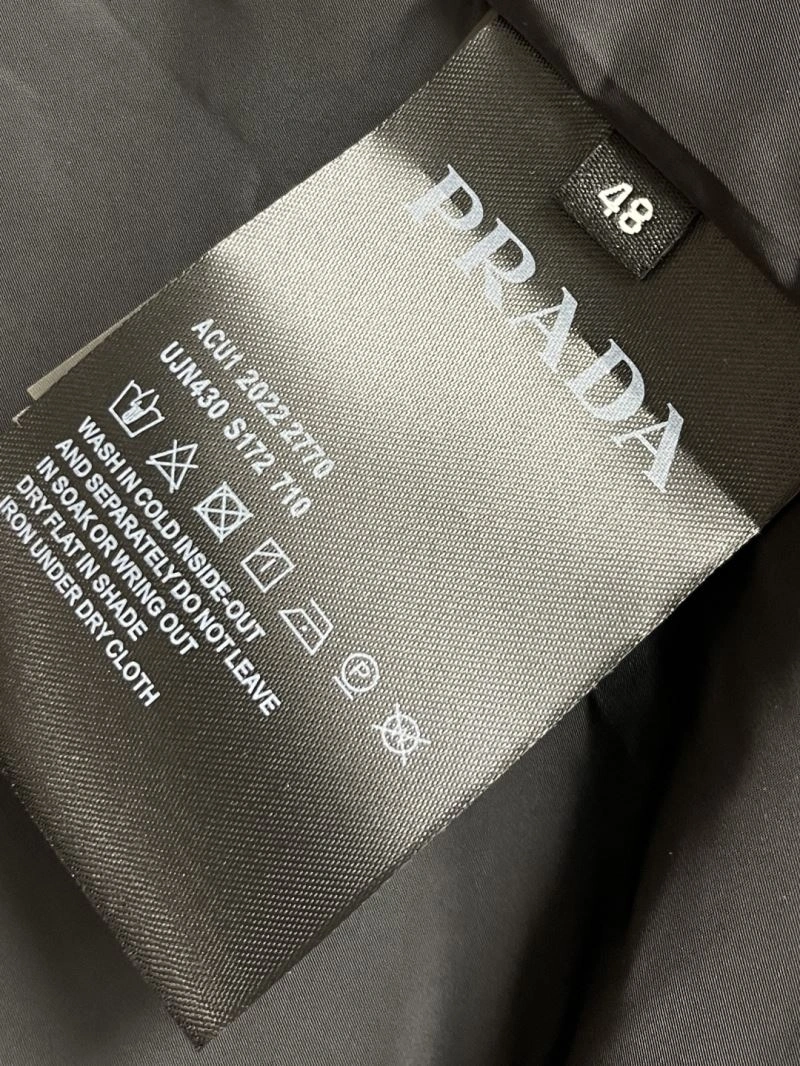 48
PRADA
ACU1 2022 2770
UJN430 S172 710
P
WASH IN COLD INSIDE-OUT
AND SEPARATELY DO NOT LEAVE
IN SOAK OR WRING OUT
DRY FLAT IN SHADE
IRON UNDER DRY CLOTH